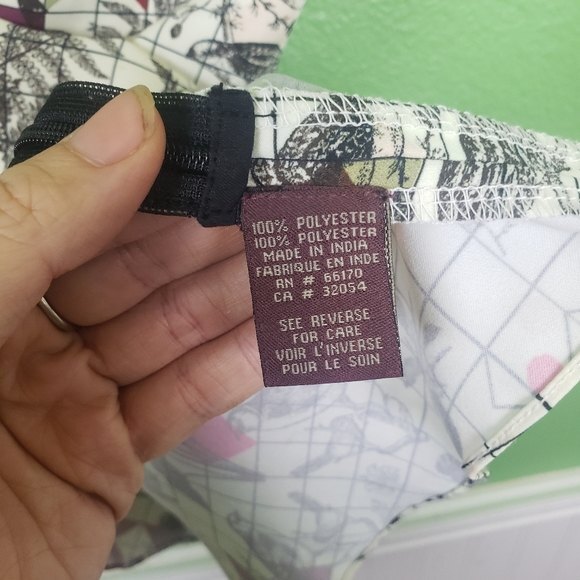 100% POLYESTER
100% POLYESTER
MADE IN INDIA
FABRIQUE EN INDE
RN # 66170
CA # 32054
SEE REVERSE
FOR CARE
VOIR L'INVERSE
POUR LE SOIN